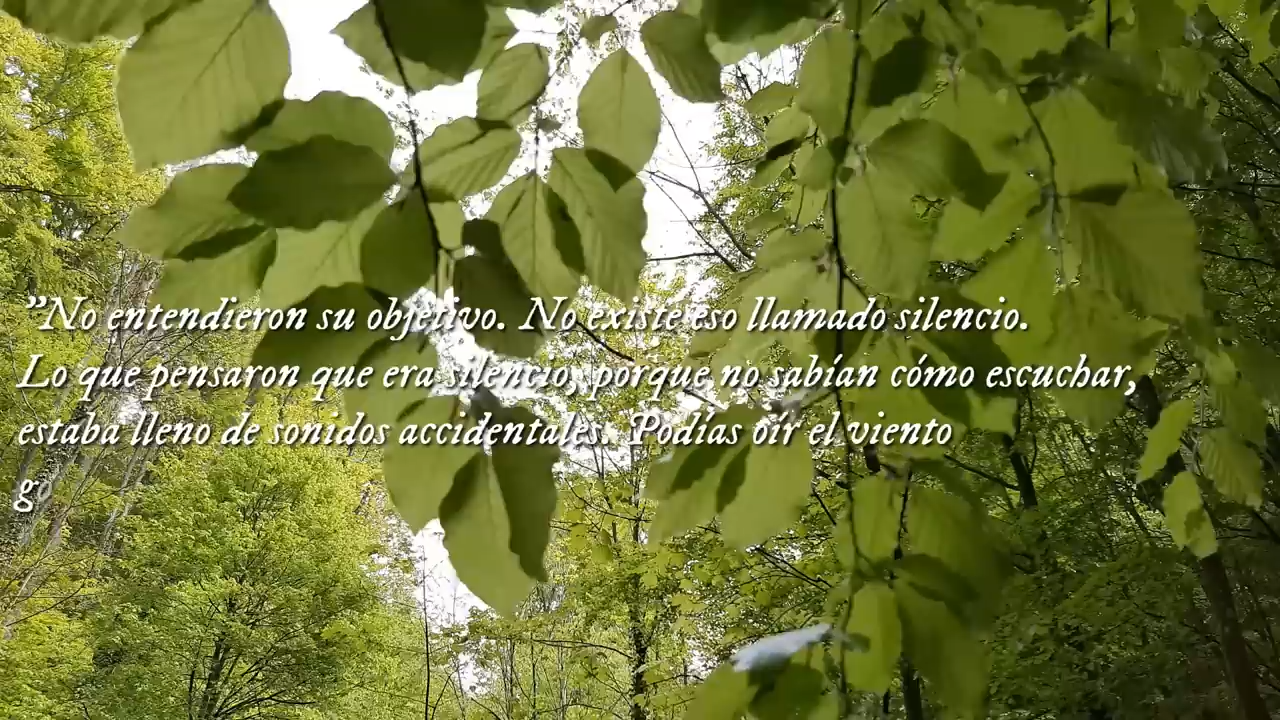 "No entendieron su objetivo. No existe eso llamado silencio.
Lo que pensaron que era silencio, porque no sabían cómo escuchar,
estaba lleno de sonidos accidentales. Podías oír el viento
g